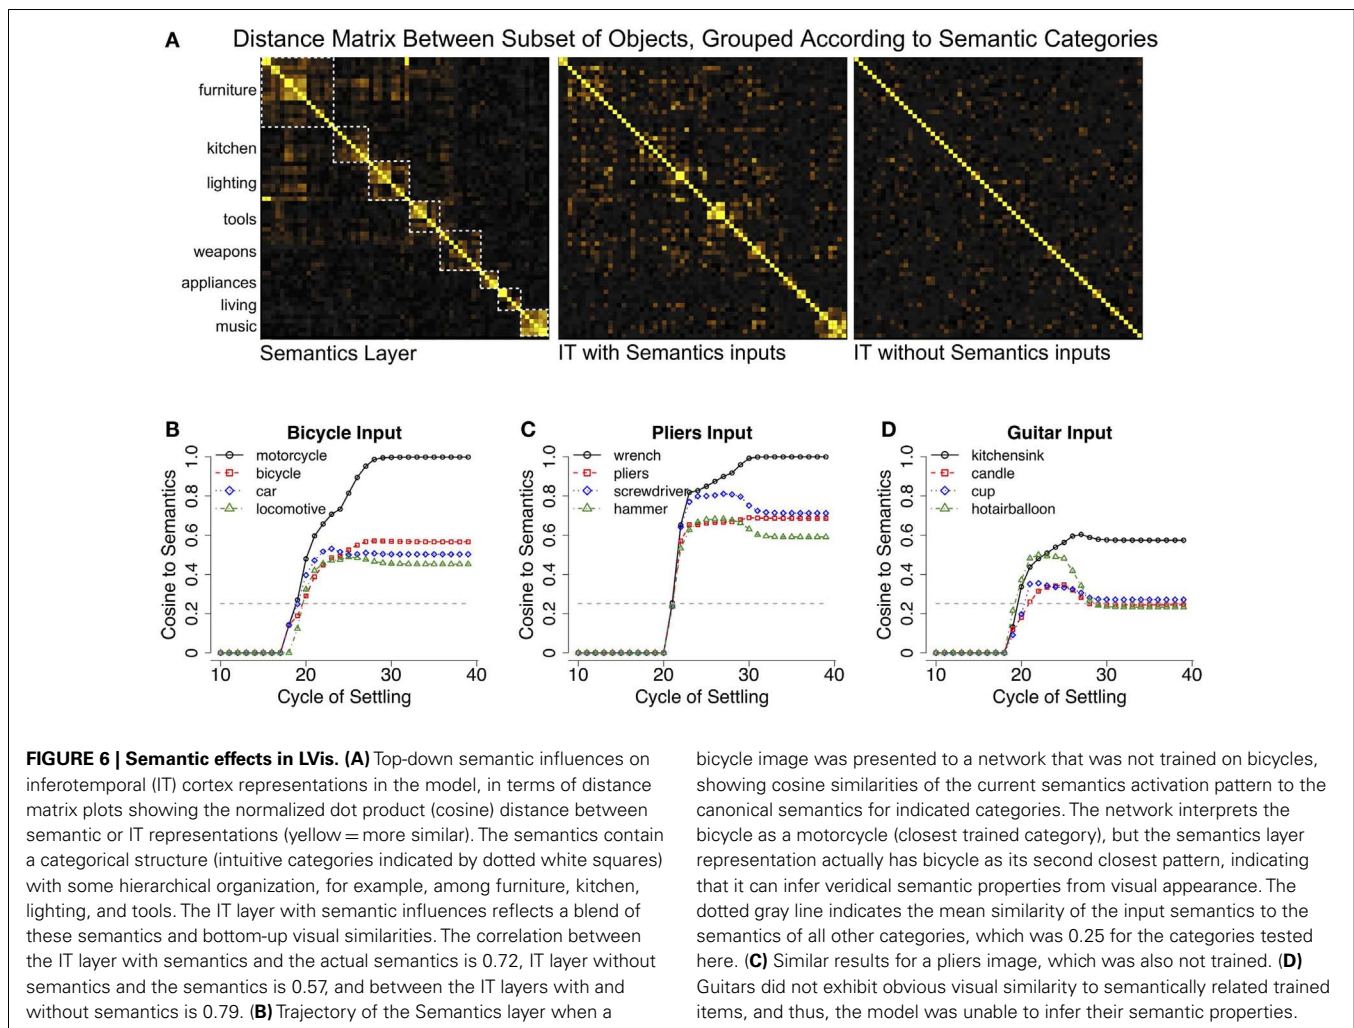 A
Distance Matrix Between Subset of Objects, Grouped According to Semantic Categories
furniture
kitchen
lighting
tools
weapons
appliances
living
music
Semantics Layer
IT with Semantics inputs
IT without Semantics inputs
B
Bicycle Input
motorcycle
bicycle
car
locomotive
Cosine to Semantics
0 0.2 0.4 0.6 0.8 1.0
10 20 30 40
Cycle of Settling
C
Pliers Input
wrench
pliers
screwdriver
hammer
Cosine to Semantics
0 0.2 0.4 0.6 0.8 1.0
10 20 30 40
Cycle of Settling
D
Guitar Input
kitchensink
candle
cup
hotairballoon
Cosine to Semantics
0 0.2 0.4 0.6 0.8 1.0
10 20 30 40
Cycle of Settling
FIGURE 6 | Semantic effects in LVis. (A) Top-down semantic influences on
inferotemporal (IT) cortex representations in the model, in terms of distance
matrix plots showing the normalized dot product (cosine) distance between
semantic or IT representations (yellow = more similar). The semantics contain
a categorical structure (intuitive categories indicated by dotted white squares)
with some hierarchical organization, for example, among furniture, kitchen,
lighting, and tools. The IT layer with semantic influences reflects a blend of
these semantics and bottom-up visual similarities. The correlation between
the IT layer with semantics and the actual semantics is 0.72, IT layer without
semantics and the semantics is 0.57, and between the IT layers with and
without semantics is 0.79. (B) Trajectory of the Semantics layer when a
bicycle image was presented to a network that was not trained on bicycles,
showing cosine similarities of the current semantics activation pattern to the
canonical semantics for indicated categories. The network interprets the
bicycle as a motorcycle (closest trained category), but the semantics layer
representation actually has bicycle as its second closest pattern, indicating
that it can infer veridical semantic properties from visual appearance. The
dotted gray line indicates the mean similarity of the input semantics to the
semantics of all other categories, which was 0.25 for the categories tested
here. (C) Similar results for a pliers image, which was also not trained. (D)
Guitars did not exhibit obvious visual similarity to semantically related trained
items, and thus, the model was unable to infer their semantic properties.